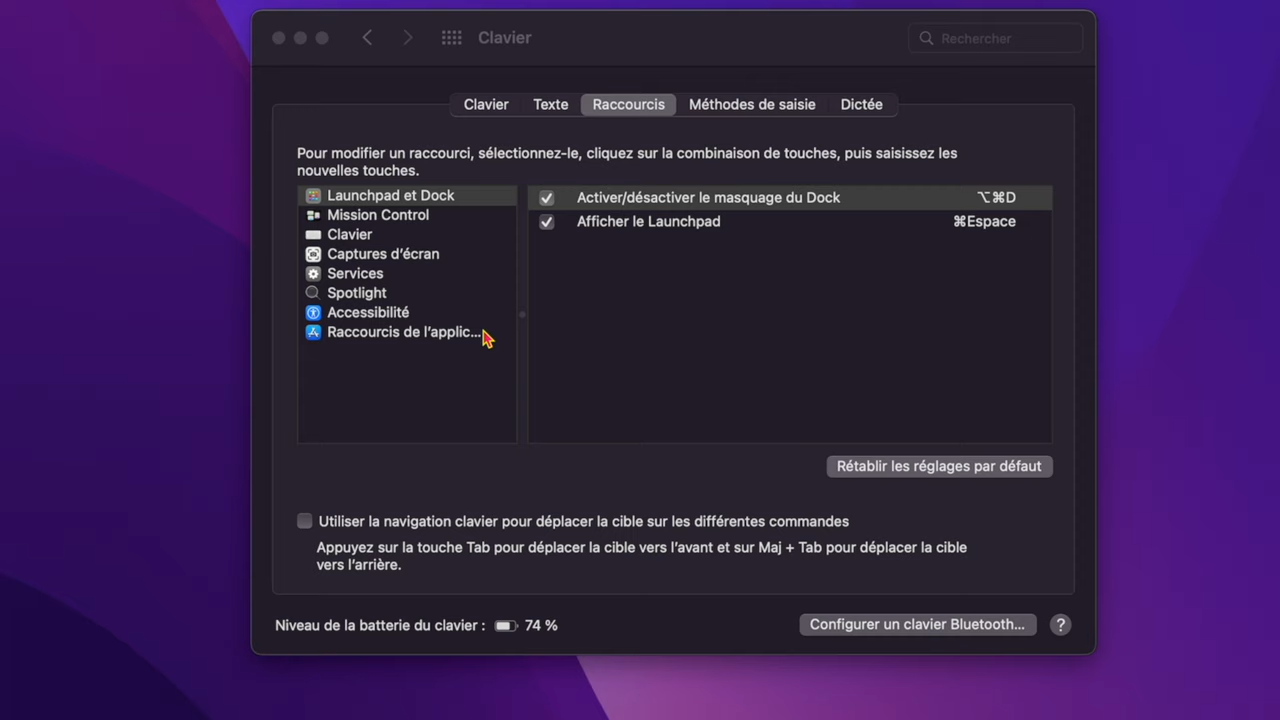 Clavier
Rechercher
Clavier
Texte
Raccourcis
Méthodes de saisie
Dictée
Pour modifier un raccourci, sélectionnez-le, cliquez sur la combinaison de touches, puis saisissez les
nouvelles touches.
Launchpad et Dock
Mission Control
Clavier
Captures d’écran
Services
Spotlight
Accessibilité
Raccourcis de l’applic...
Activer/désactiver le masquage du Dock ⌥⌘D
Afficher le Launchpad ⌘Espace
Rétablir les réglages par défaut
Utiliser la navigation clavier pour déplacer la cible sur les différentes commandes
Appuyez sur la touche Tab pour déplacer la cible vers l’avant et sur Maj + Tab pour déplacer la cible
vers l’arrière.
Niveau de la batterie du clavier : 74 %
Configurer un clavier Bluetooth...
?